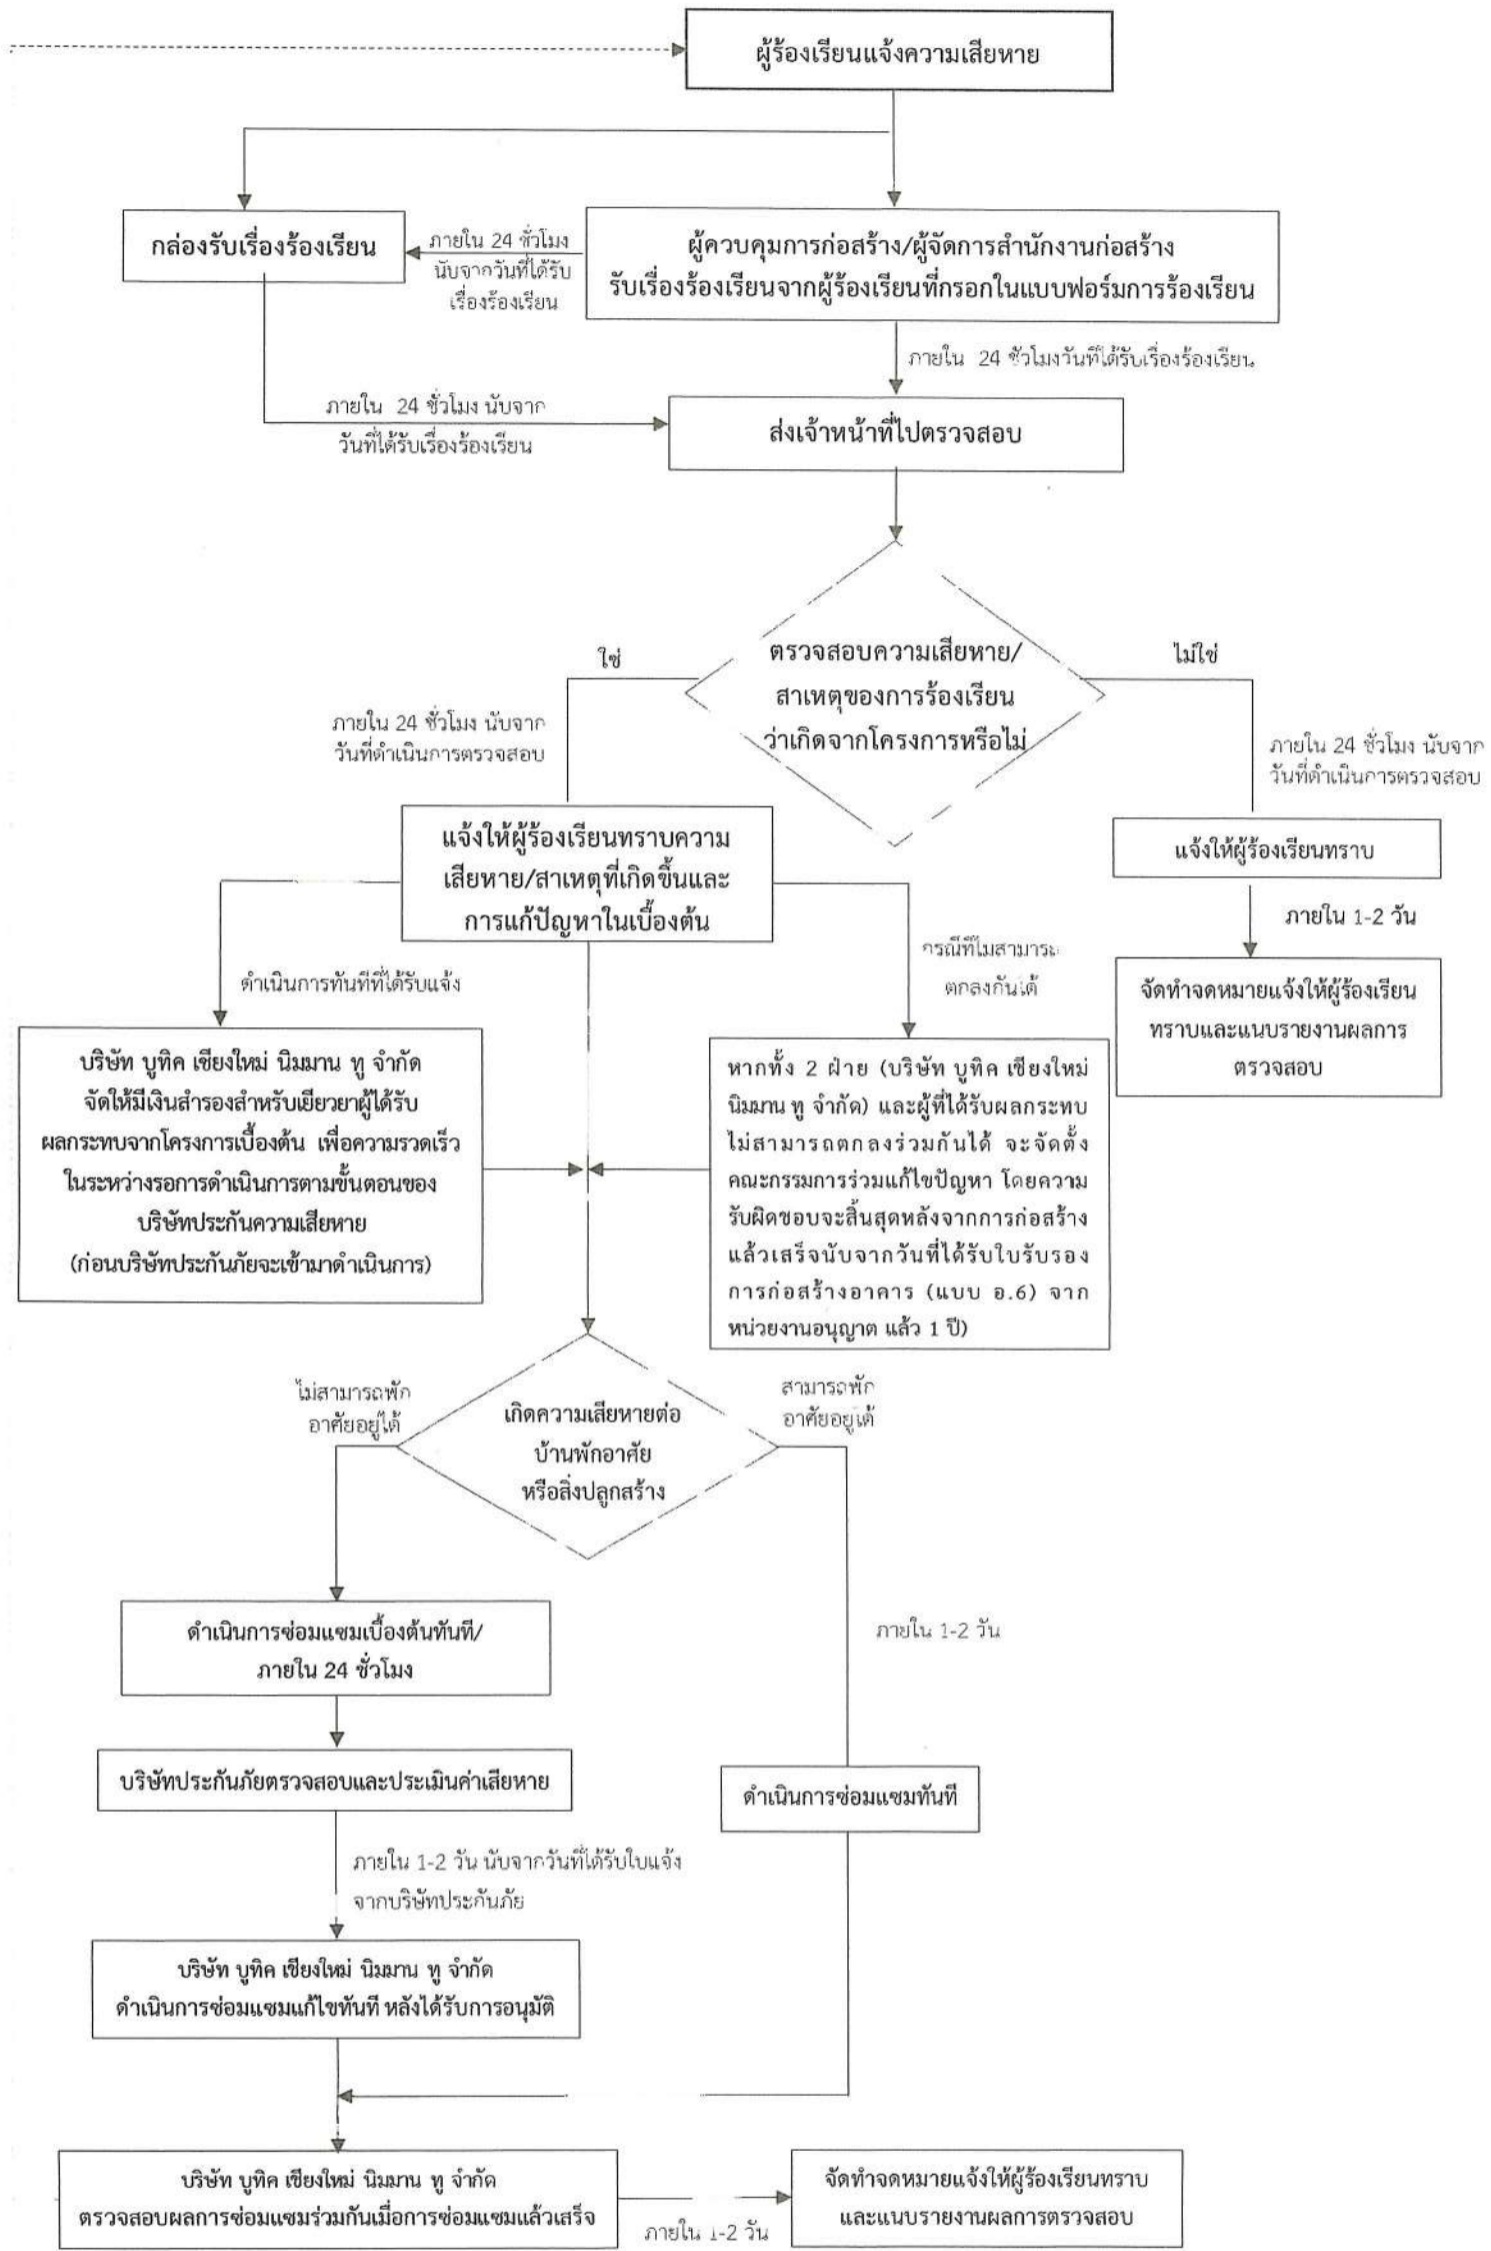 ผู้ร้องเรียนแจ้งความเสียหาย
กล่องรับเรื่องร้องเรียน
ภายใน 24 ชั่วโมง
นับจากวันที่ได้รับ
เรื่องร้องเรียน
ผู้ควบคุมการก่อสร้าง/ผู้จัดการสำนักงานก่อสร้าง
รับเรื่องร้องเรียนจากผู้ร้องเรียนที่กรอกในแบบฟอร์มการร้องเรียน
ภายใน 24 ชั่วโมงวันที่ได้รับเรื่องร้องเรียน
ภายใน 24 ชั่วโมง นับจาก
วันที่ได้รับเรื่องร้องเรียน
ส่งเจ้าหน้าที่ไปตรวจสอบ
ตรวจสอบความเสียหาย/
สาเหตุของการร้องเรียน
ว่าเกิดจากโครงการหรือไม่
ใช่
ไม่ใช่
ภายใน 24 ชั่วโมง นับจาก
วันที่ดำเนินการตรวจสอบ
ภายใน 24 ชั่วโมง นับจาก
วันที่ดำเนินการตรวจสอบ
แจ้งให้ผู้ร้องเรียนทราบความ
เสียหาย/สาเหตุที่เกิดขึ้นและ
การแก้ปัญหาในเบื้องต้น
แจ้งให้ผู้ร้องเรียนทราบ
ภายใน 1-2 วัน
จัดทำจดหมายแจ้งให้ผู้ร้องเรียน
ทราบและแนบรายงานผลการ
ตรวจสอบ
ดำเนินการทันทีที่ได้รับแจ้ง
กรณีที่ไม่สามารถ
ตกลงกันได้
บริษัท บูทิค เชียงใหม่ นิมมาน ทู จำกัด
จัดให้มีเงินสำรองสำหรับเยียวยาผู้ได้รับ
ผลกระทบจากโครงการเบื้องต้น เพื่อความรวดเร็ว
ในระหว่างรอการดำเนินการตามขั้นตอนของ
บริษัทประกันความเสียหาย
(ก่อนบริษัทประกันภัยจะเข้ามาดำเนินการ)
หากทั้ง 2 ฝ่าย (บริษัท บูทิค เชียงใหม่
นิมมาน ทู จำกัด) และผู้ที่ได้รับผลกระทบ
ไม่สามารถตกลงร่วมกันได้ จะจัดตั้ง
คณะกรรมการร่วมแก้ไขปัญหา โดยความ
รับผิดชอบจะสิ้นสุดหลังจากการก่อสร้าง
แล้วเสร็จนับจากวันที่ได้รับใบรับรอง
การก่อสร้างอาคาร (แบบ อ.6) จาก
หน่วยงานอนุญาต แล้ว 1 ปี)
เกิดความเสียหายต่อ
บ้านพักอาศัย
หรือสิ่งปลูกสร้าง
ไม่สามารถพัก
อาศัยอยู่ได้
สามารถพัก
อาศัยอยู่ได้
ดำเนินการซ่อมแซมเบื้องต้นทันที/
ภายใน 24 ชั่วโมง
ภายใน 1-2 วัน
บริษัทประกันภัยตรวจสอบและประเมินค่าเสียหาย
ดำเนินการซ่อมแซมทันที
ภายใน 1-2 วัน นับจากวันที่ได้รับใบแจ้ง
จากบริษัทประกันภัย
บริษัท บูทิค เชียงใหม่ นิมมาน ทู จำกัด
ดำเนินการซ่อมแซมแก้ไขทันที หลังได้รับการอนุมัติ
บริษัท บูทิค เชียงใหม่ นิมมาน ทู จำกัด
ตรวจสอบผลการซ่อมแซมร่วมกันเมื่อการซ่อมแซมแล้วเสร็จ
ภายใน 1-2 วัน
จัดทำจดหมายแจ้งให้ผู้ร้องเรียนทราบ
และแนบรายงานผลการตรวจสอบ